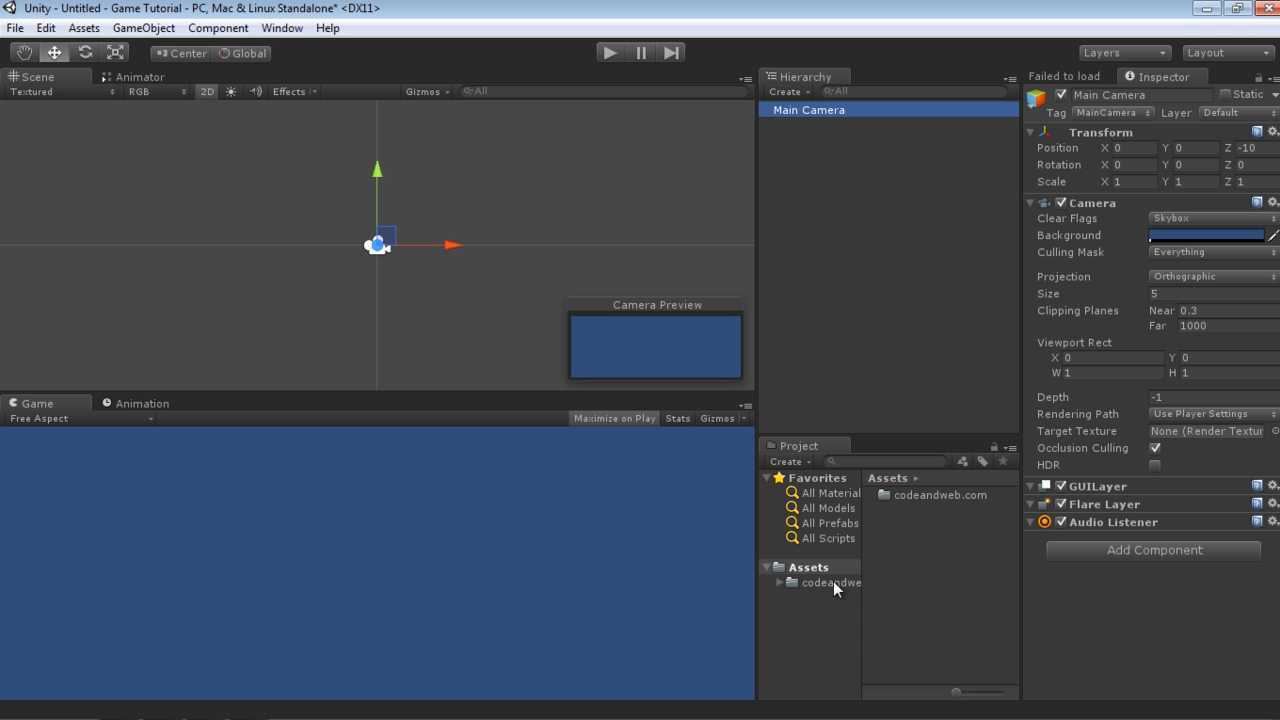 Unity - Untitled - Game Tutorial - PC, Mac & Linux Standalone* <DX11>
File Edit Assets GameObject Component Window Help
Center Global Layers Layout
Scene Animator
Textured RGB 2D Effects Gizmos All
Camera Preview
Game Animation
Free Aspect Maximize on Play Stats Gizmos
Hierarchy
Create All
Main Camera
Project
Create
Favorites
All Material
All Models
All Prefabs
All Scripts
Assets
codeandwe
Assets
codeandweb.com
Failed to load Inspector
Main Camera Static
Tag MainCamera Layer Default
Transform
Position X 0 Y 0 Z -10
Rotation X 0 Y 0 Z 0
Scale X 1 Y 1 Z 1
Camera
Clear Flags Skybox
Background
Culling Mask Everything
Projection Orthographic
Size 5
Clipping Planes Near 0.3
Far 1000
Viewport Rect
X 0 Y 0
W 1 H 1
Depth -1
Rendering Path Use Player Settings
Target Texture None (Render Textur
Occlusion Culling
HDR
GUILayer
Flare Layer
Audio Listener
Add Component